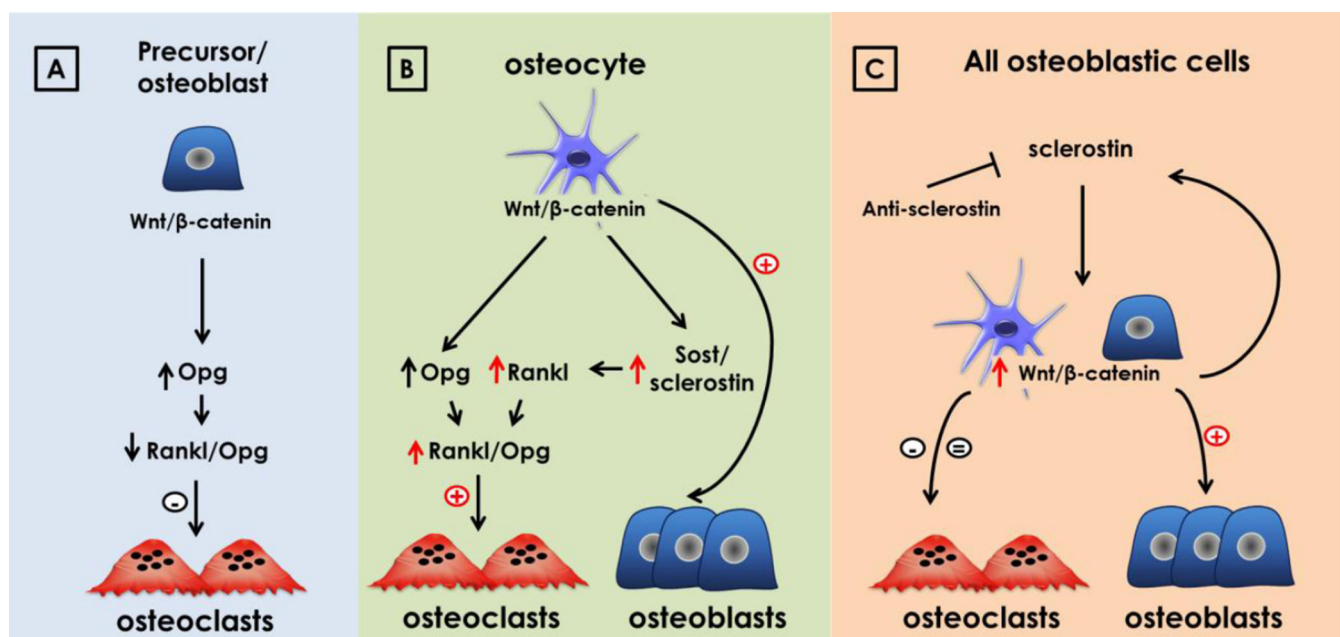 A
Precursor/
osteoblast
Wnt/β-catenin
↑Opg
↓Rankl/Opg
-
osteoclasts
B
osteocyte
Wnt/β-catenin
+
↑Opg ↑Rankl ← ↑ Sost/
sclerostin
↑Rankl/Opg
+
osteoclasts osteoblasts
C
All osteoblastic cells
sclerostin
Anti-sclerostin
↑ Wnt/β-catenin
- = +
osteoclasts osteoblasts